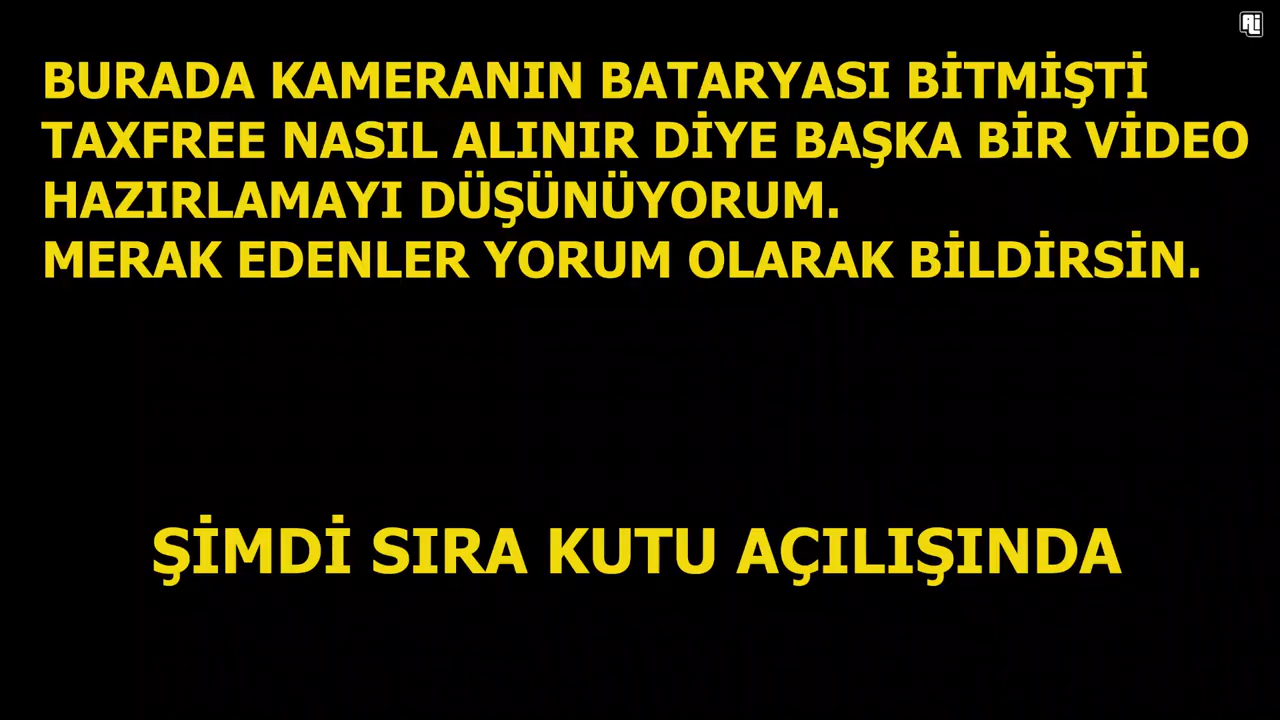 BURADA KAMERANIN BATARYASI BİTMİŞTİ
TAXFREE NASIL ALINIR DİYE BAŞKA BİR VİDEO
HAZIRLAMAYI DÜŞÜNÜYORUM.
MERAK EDENLER YORUM OLARAK BİLDİRSİN.
ŞİMDİ SIRA KUTU AÇILIŞINDA